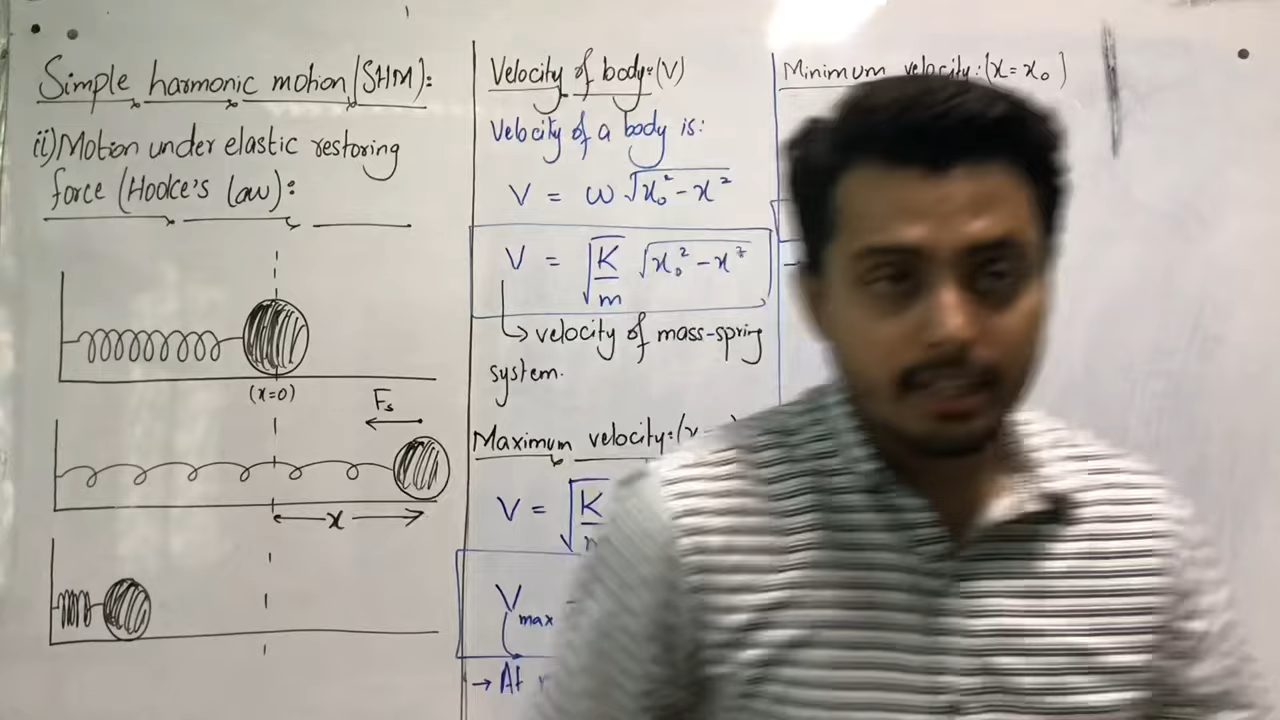 Simple harmonic motion (SHM):
ii) Motion under elastic restoring
force (Hooke's law):
(x=0)
Fs
x
Velocity of body:(V)
Velocity of a body is:
V = ω √x₀² - x²
V = √K/m √x₀² - x²
→ velocity of mass-spring
system.
Maximum velocity:(x
V = √K
Vmax
→ At
Minimum velocity:(x = x₀)